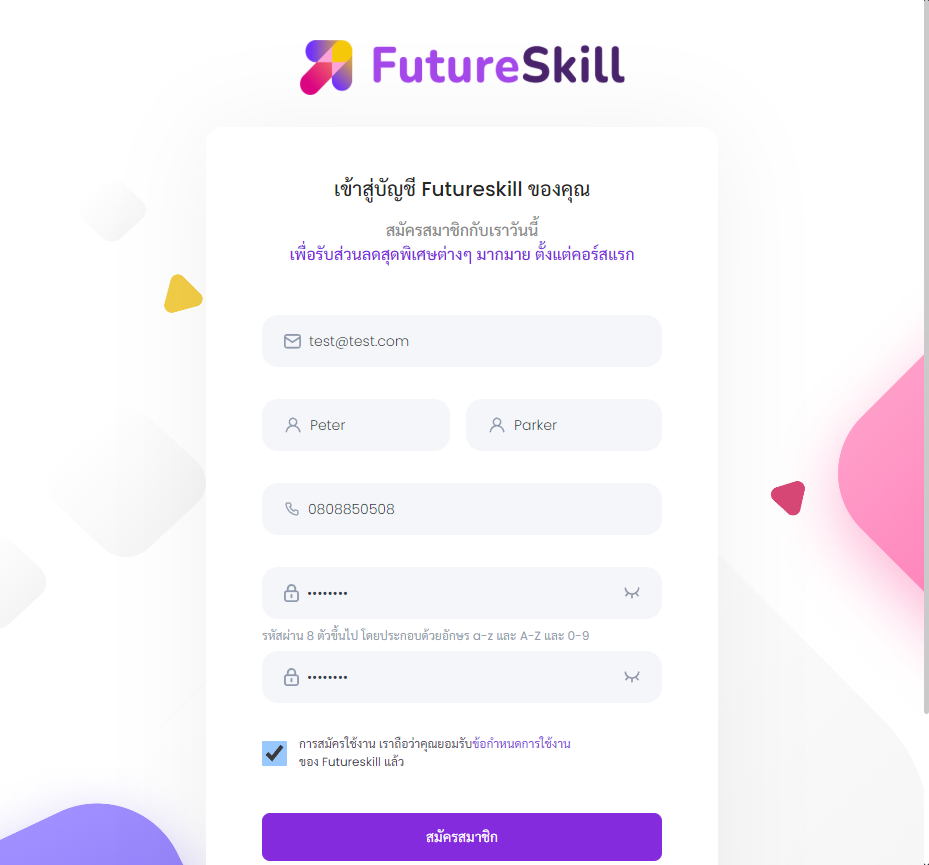 FutureSkill
เข้าสู่บัญชี Futureskill ของคุณ
สมัครสมาชิกกับเราวันนี้
เพื่อรับส่วนลดสุดพิเศษต่างๆ มากมาย ตั้งแต่คอร์สแรก
test@test.com
Peter
Parker
0808850508
••••••••
รหัสผ่าน 8 ตัวขึ้นไป โดยประกอบด้วยอักษร a-z และ A-Z และ 0-9
••••••••
การสมัครใช้งาน เราถือว่าคุณยอมรับข้อกำหนดการใช้งาน
ของ Futureskill แล้ว
สมัครสมาชิก